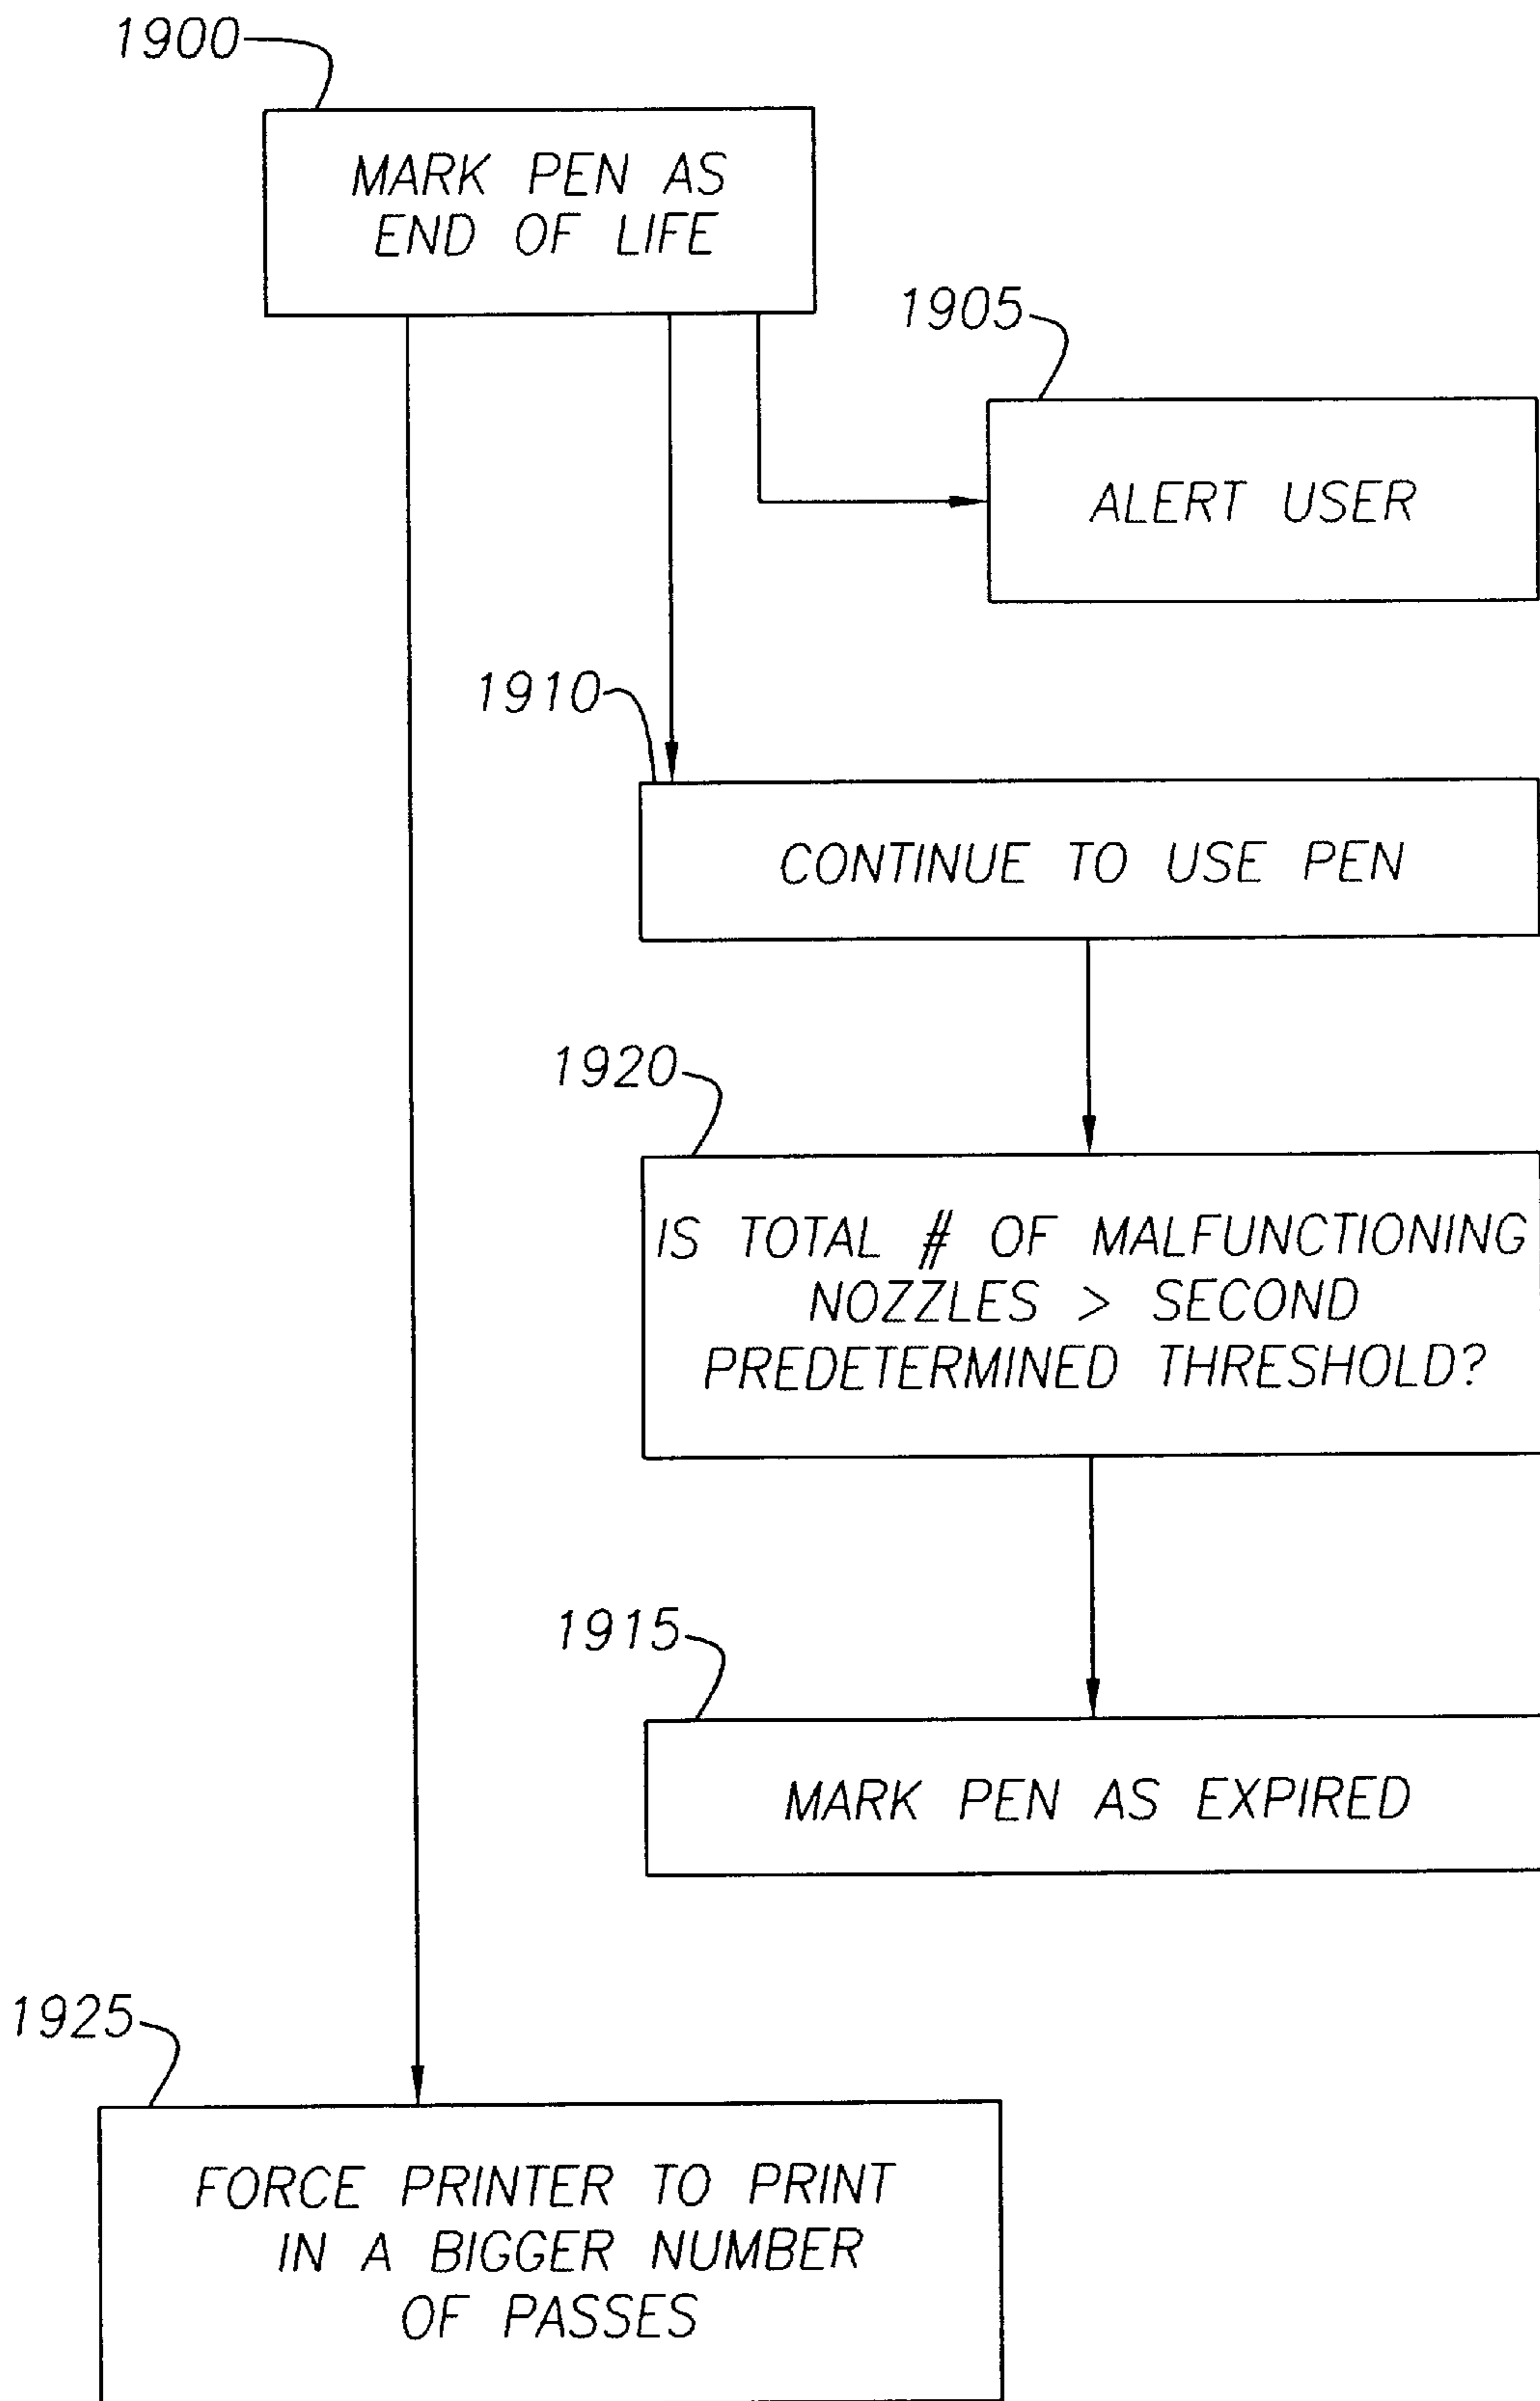 1900
MARK PEN AS
END OF LIFE
1905
ALERT USER
1910
CONTINUE TO USE PEN
1920
IS TOTAL # OF MALFUNCTIONING
NOZZLES > SECOND
PREDETERMINED THRESHOLD?
1915
MARK PEN AS EXPIRED
1925
FORCE PRINTER TO PRINT
IN A BIGGER NUMBER
OF PASSES